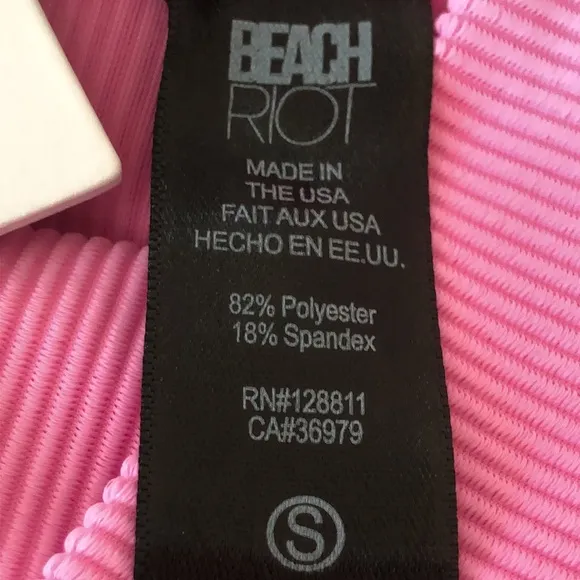 BEACH
RIOT
MADE IN
THE USA
FAIT AUX USA
HECHO EN EE.UU.
82% Polyester
18% Spandex
RN#128811
CA#36979
S